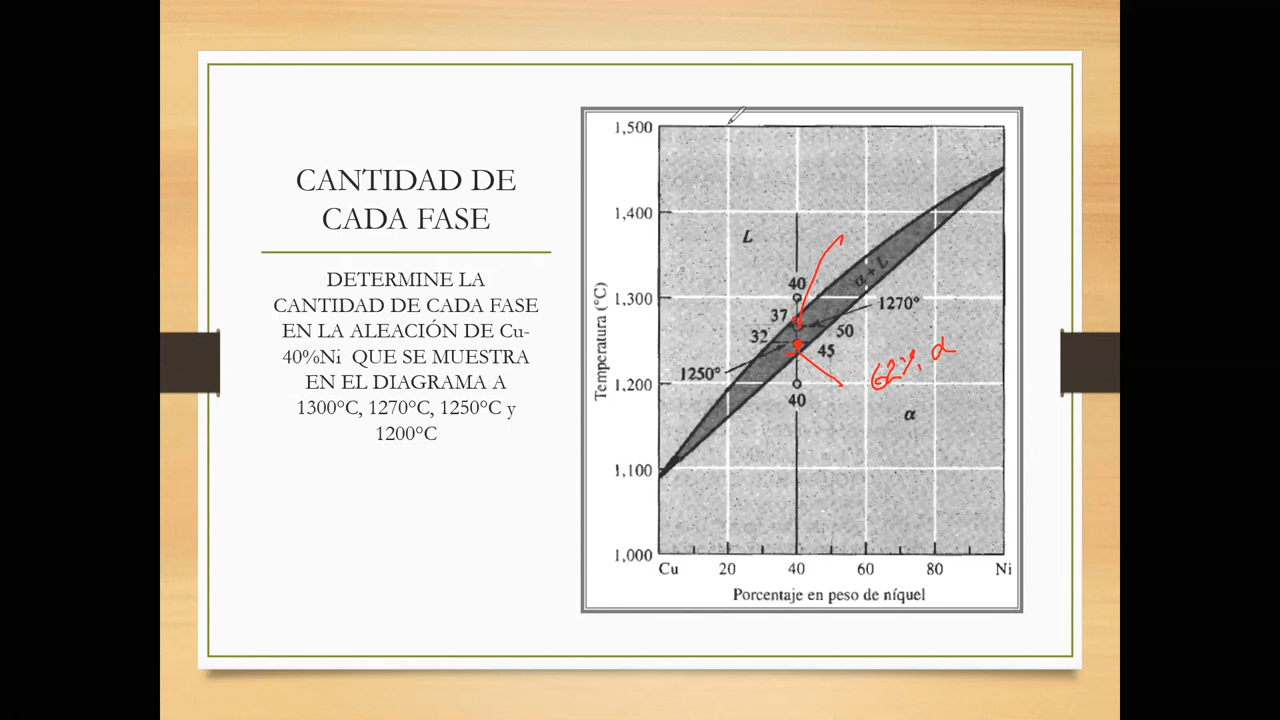 CANTIDAD DE
CADA FASE
DETERMINE LA
CANTIDAD DE CADA FASE
EN LA ALEACIÓN DE Cu-
40%Ni QUE SE MUESTRA
EN EL DIAGRAMA A
1300°C, 1270°C, 1250°C y
1200°C
1,500
1,400
1,300
1,200
1,100
1,000
Temperatura (°C)
L
α + L
40
37
1270°
50
32
45
1250°
62% α
40
α
Cu
20
40
60
80
Ni
Porcentaje en peso de níquel